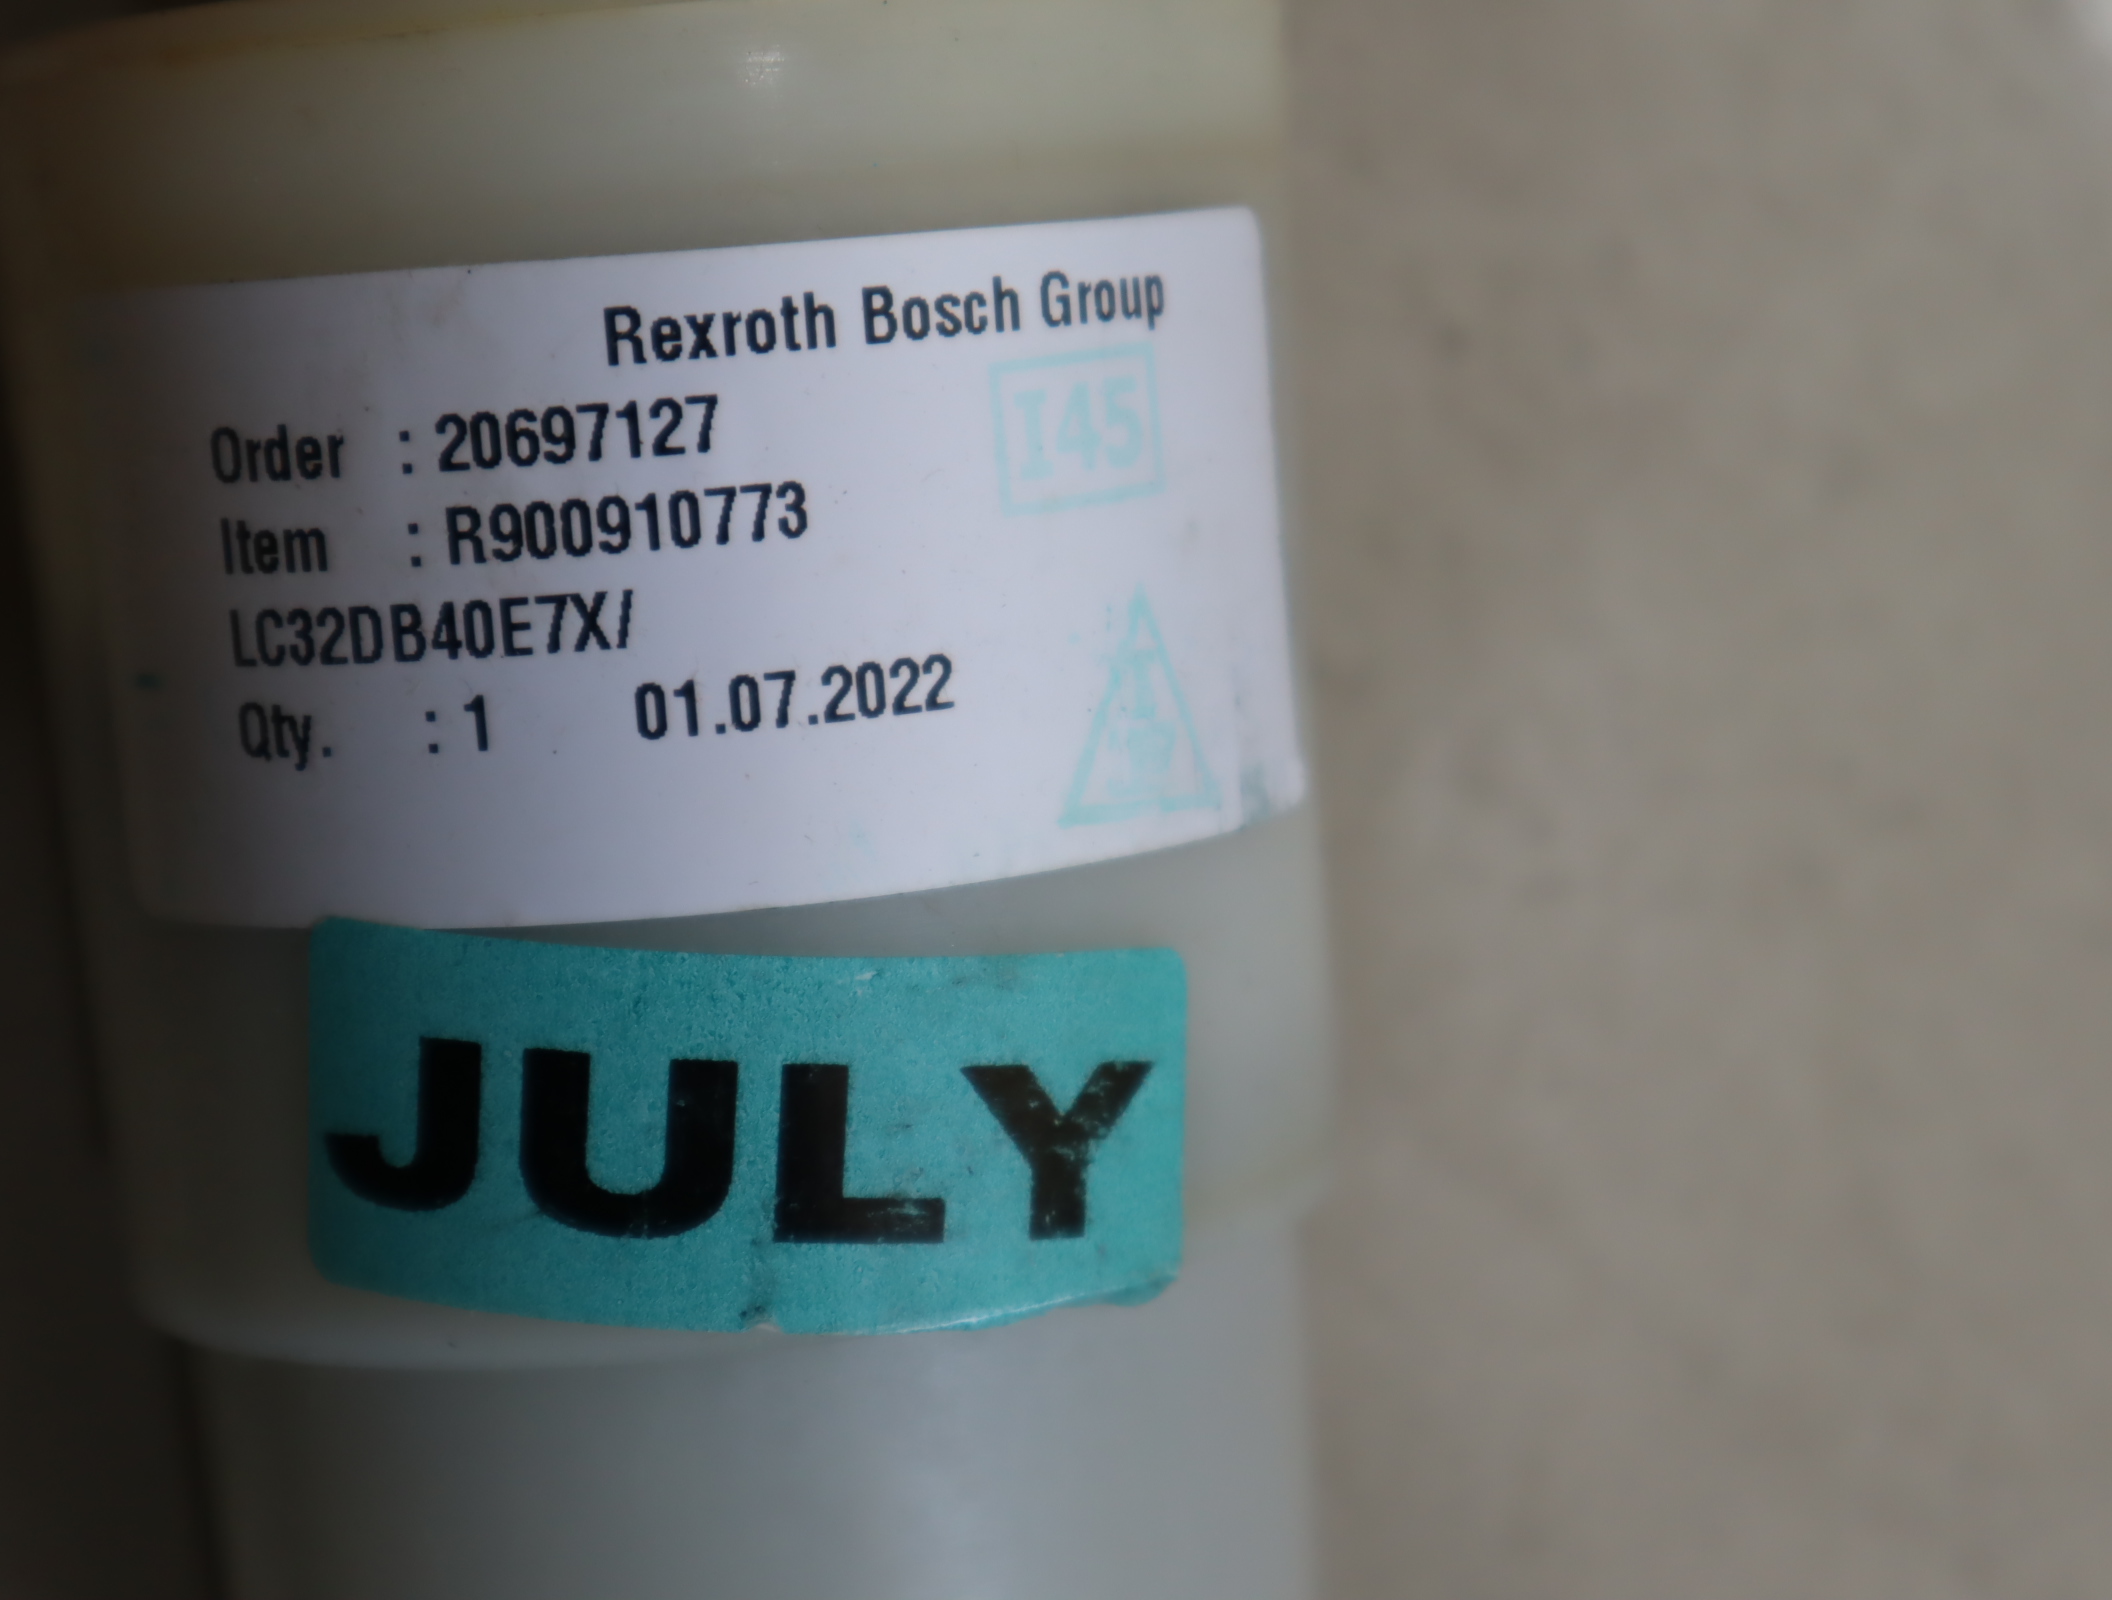 Rexroth Bosch Group
I45
Order : 20697127
Item : R900910773
LC32DB40E7X/
Qty. : 1 01.07.2022
JULY